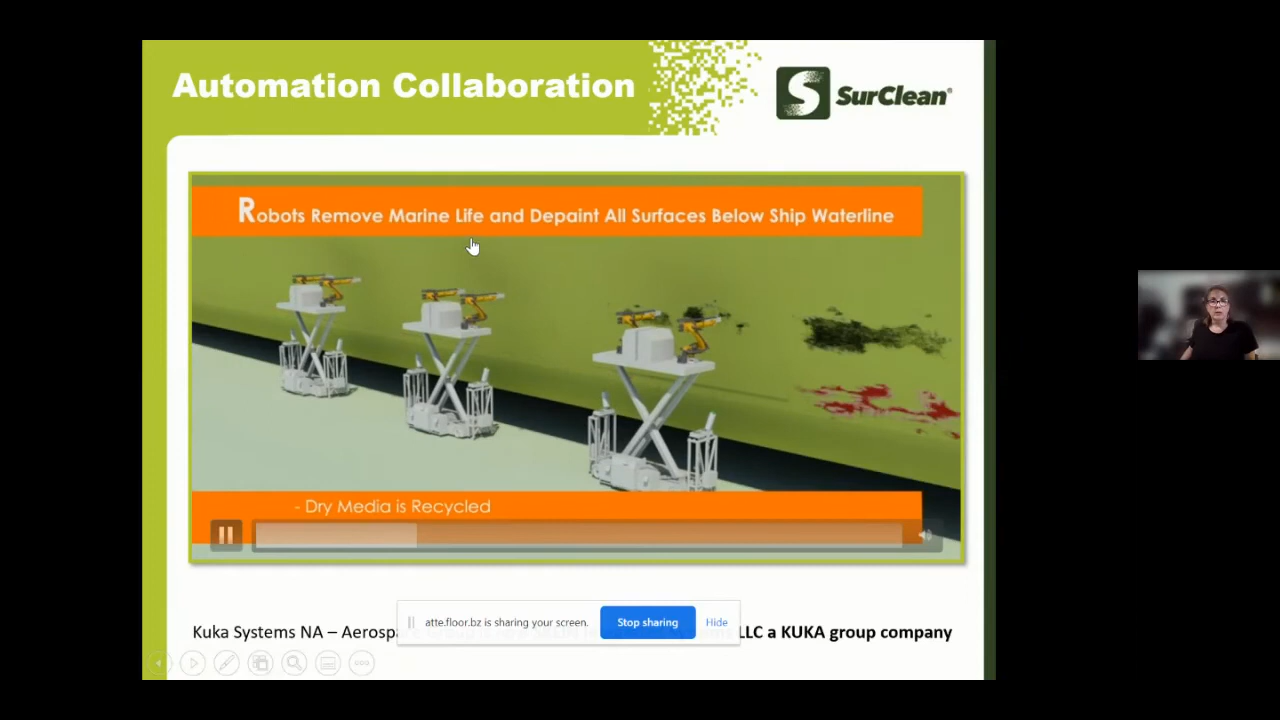 Automation Collaboration
SurClean®
Robots Remove Marine Life and Depaint All Surfaces Below Ship Waterline
- Dry Media is Recycled
atte.floor.bz is sharing your screen.
Stop sharing
Hide
Kuka Systems NA – LLC a KUKA group company